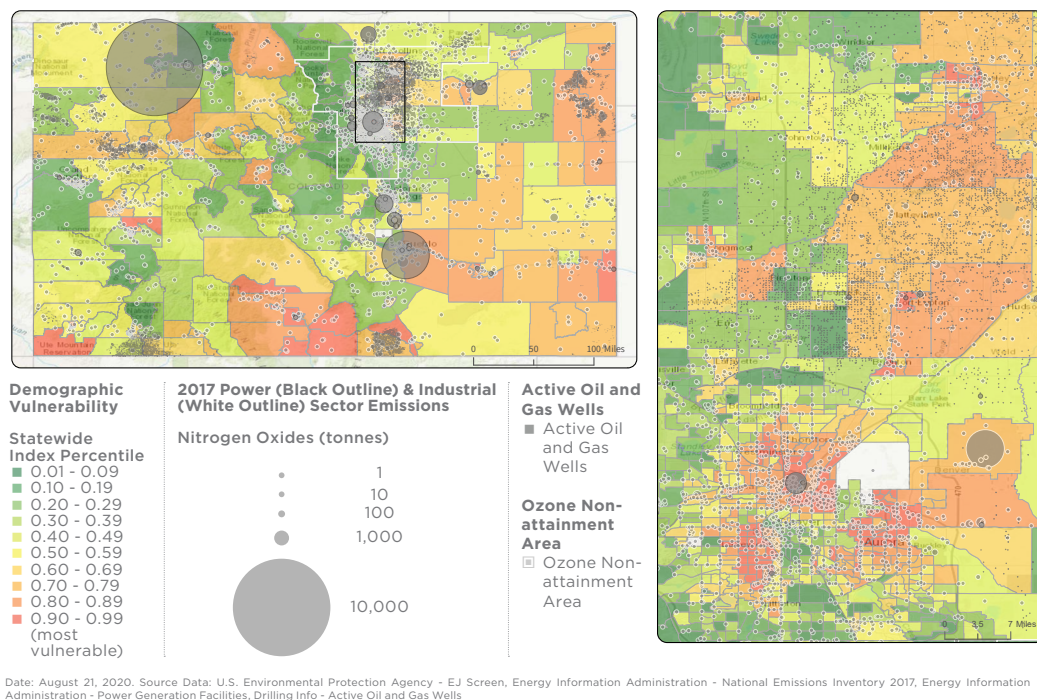 Dinosaur
National
Monument
Ute Mountain
Reservation
COLORADO
0 50 100 Miles
Windsor
Aurora
0 3.5 7 Miles
Demographic
Vulnerability
Statewide
Index Percentile
0.01 - 0.09
0.10 - 0.19
0.20 - 0.29
0.30 - 0.39
0.40 - 0.49
0.50 - 0.59
0.60 - 0.69
0.70 - 0.79
0.80 - 0.89
0.90 - 0.99
(most
vulnerable)
2017 Power (Black Outline) & Industrial
(White Outline) Sector Emissions
Nitrogen Oxides (tonnes)
1
10
100
1,000
10,000
Active Oil and
Gas Wells
Active Oil
and Gas
Wells
Ozone Non-
attainment
Area
Ozone Non-
attainment
Area
Date: August 21, 2020. Source Data: U.S. Environmental Protection Agency - EJ Screen, Energy Information Administration - National Emissions Inventory 2017, Energy Information
Administration - Power Generation Facilities, Drilling Info - Active Oil and Gas Wells